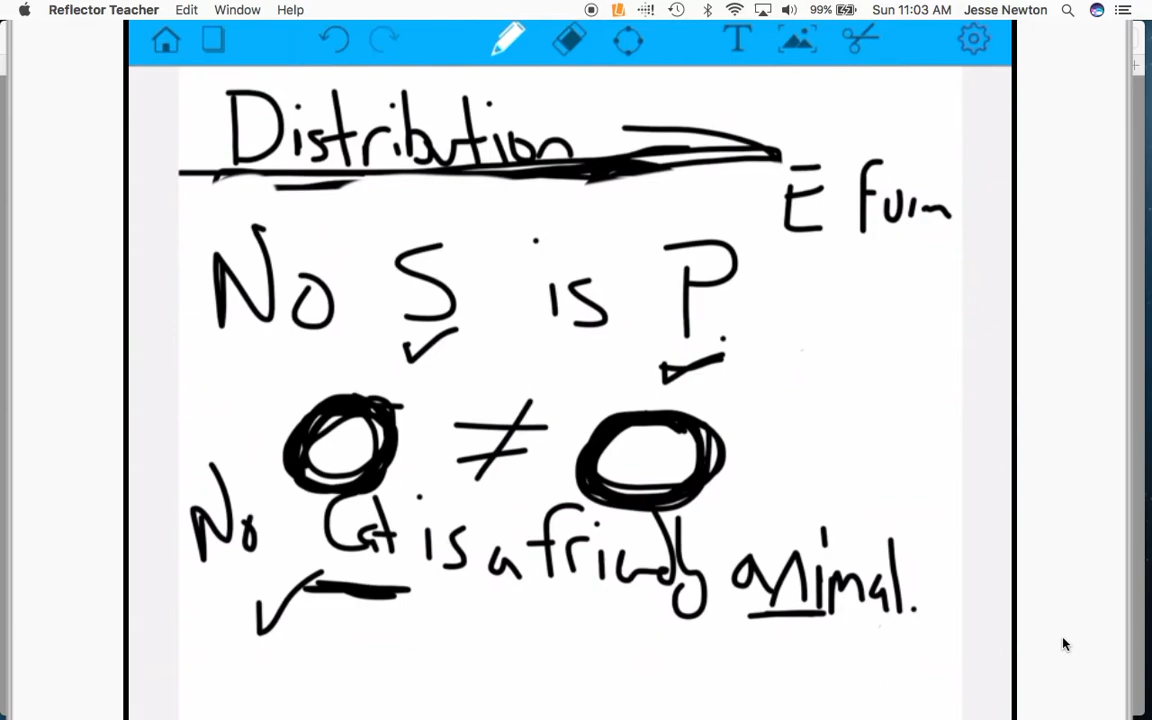 Reflector Teacher Edit Window Help 99% Sun 11:03 AM Jesse Newton
T
Distribution
E Form
No S is P.
≠
No Cat is a friendly animal.